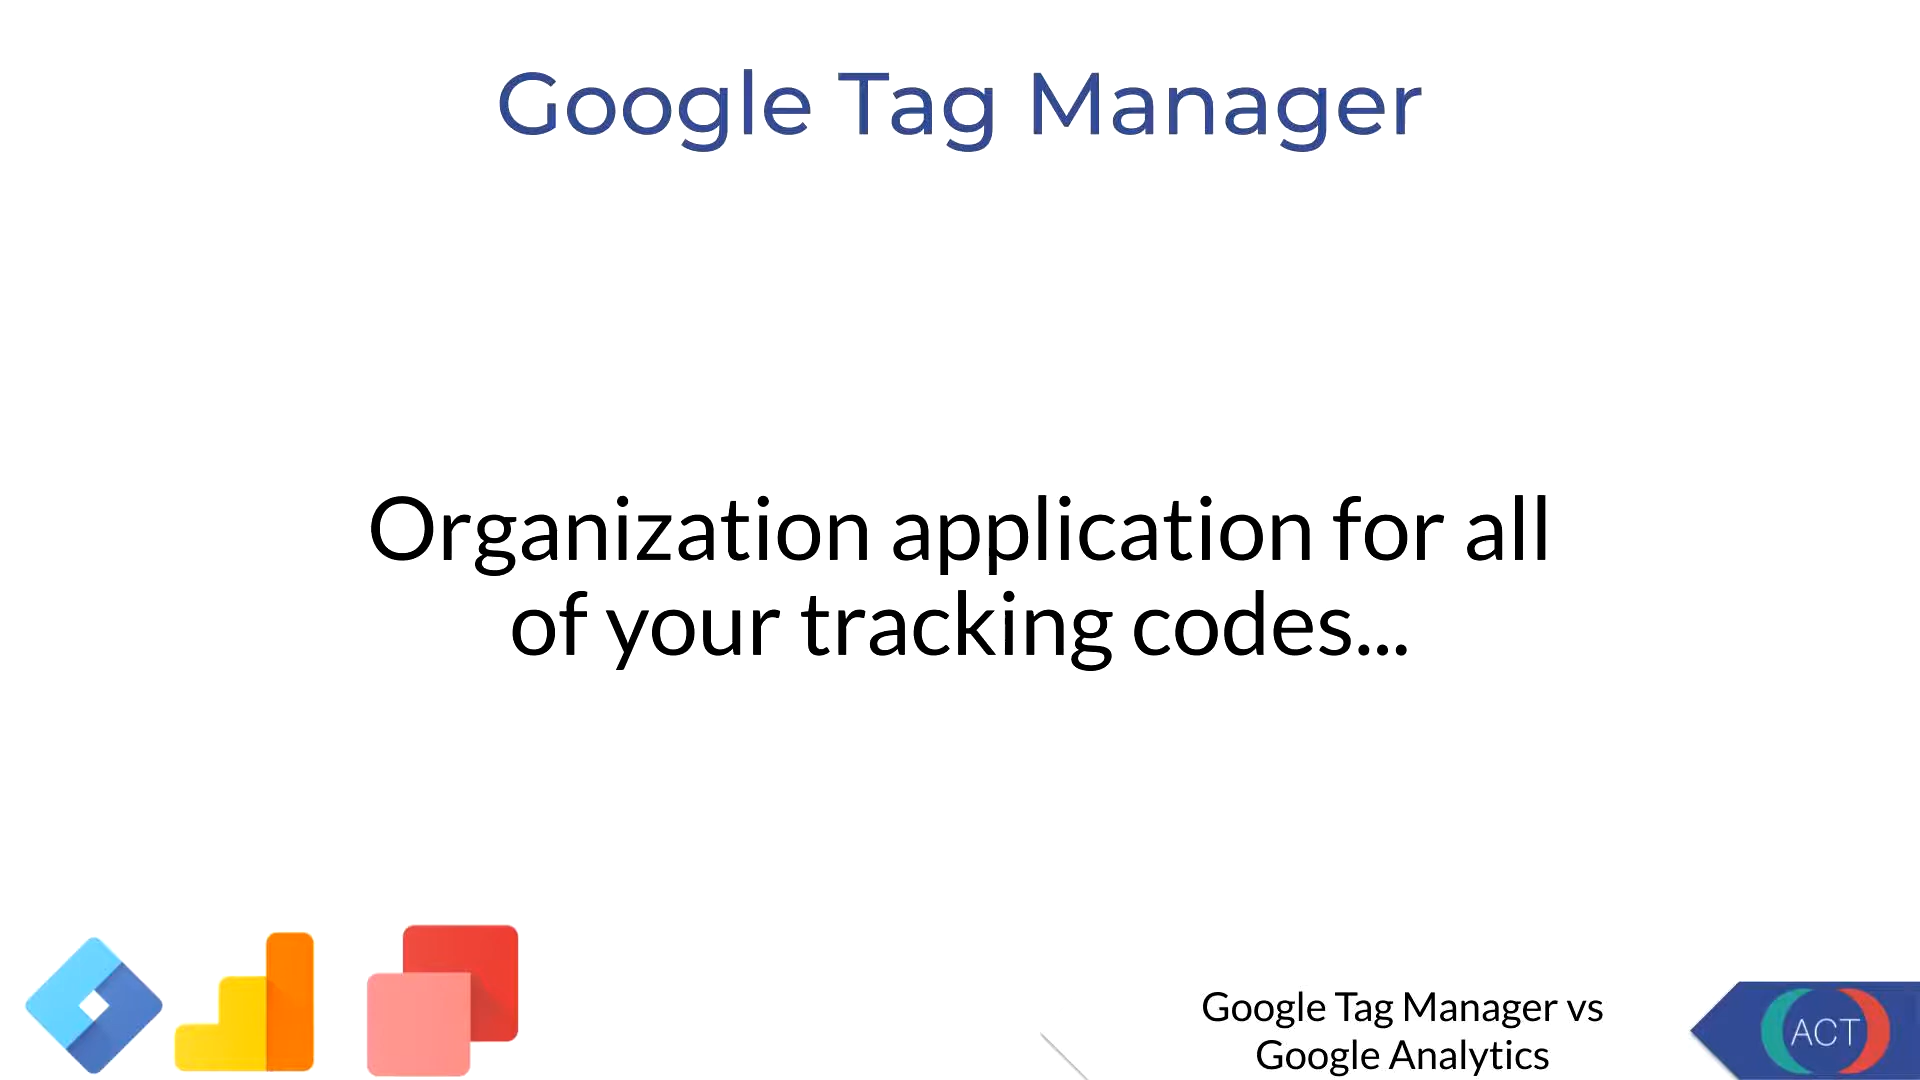 Google Tag Manager
Organization application for all
of your tracking codes...
Google Tag Manager vs
Google Analytics
ACT